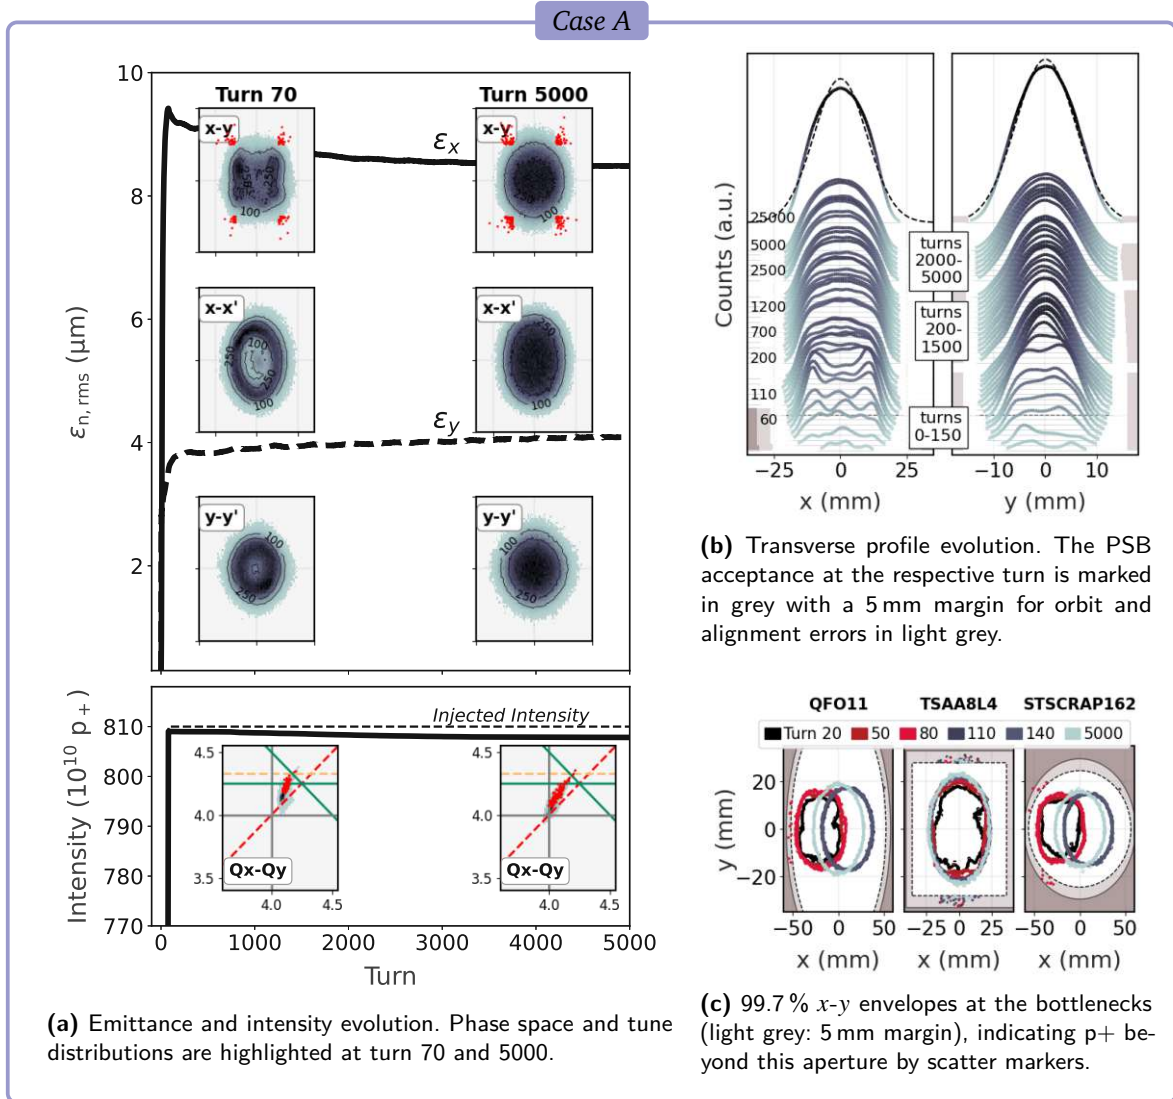 Case A
10
8
6
4
2
εn,rms (μm)
Turn 70
Turn 5000
x-y
250
250
100
x-y
100
εx
x-x'
100
250
250
100
x-x'
250
100
εy
y-y'
100
250
y-y'
100
250
Intensity (10^10 p+)
810
800
790
780
770
Injected Intensity
4.5
4.0
3.5
Qx-Qy
4.0 4.5
4.5
4.0
3.5
Qx-Qy
4.0 4.5
0 1000 2000 3000 4000 5000
Turn
(a) Emittance and intensity evolution. Phase space and tune
distributions are highlighted at turn 70 and 5000.
Counts (a.u.)
25000
5000
2500
1200
700
200
110
60
turns
2000-
5000
turns
200-
1500
turns
0-150
−25 0 25
x (mm)
−10 0 10
y (mm)
(b) Transverse profile evolution. The PSB
acceptance at the respective turn is marked
in grey with a 5 mm margin for orbit and
alignment errors in light grey.
QFO11 TSAA8L4 STSCRAP162
Turn 20 50 80 110 140 5000
y (mm)
20
0
−20
−50 0 50
−25 0 25
−50 0 50
x (mm) x (mm) x (mm)
(c) 99.7 % x-y envelopes at the bottlenecks
(light grey: 5 mm margin), indicating p+ be-
yond this aperture by scatter markers.